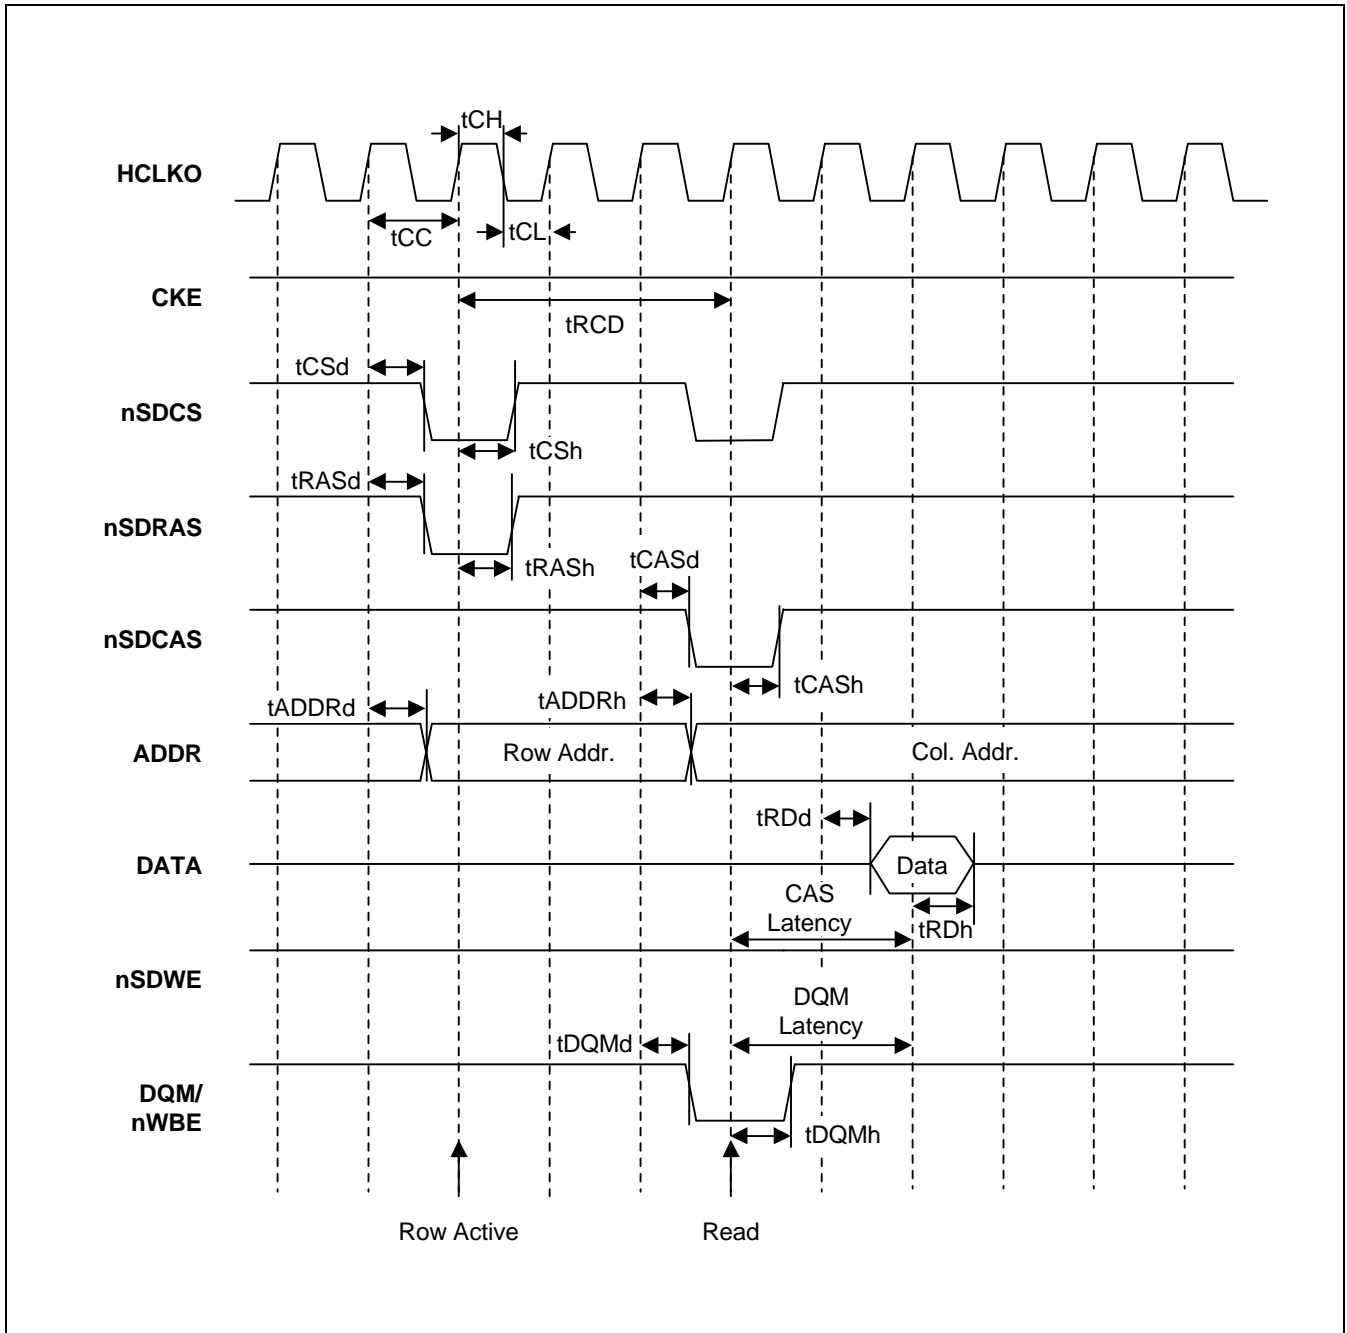 tCH
HCLKO
tCC
tCL
CKE
tRCD
tCSd
nSDCS
tCSh
tRASd
nSDRAS
tRASh
tCASd
nSDCAS
tCASh
tADDRd
tADDRh
ADDR
Row Addr.
Col. Addr.
tRDd
DATA
Data
CAS
Latency
tRDh
nSDWE
DQM
Latency
tDQMd
DQM/
nWBE
tDQMh
Row Active
Read